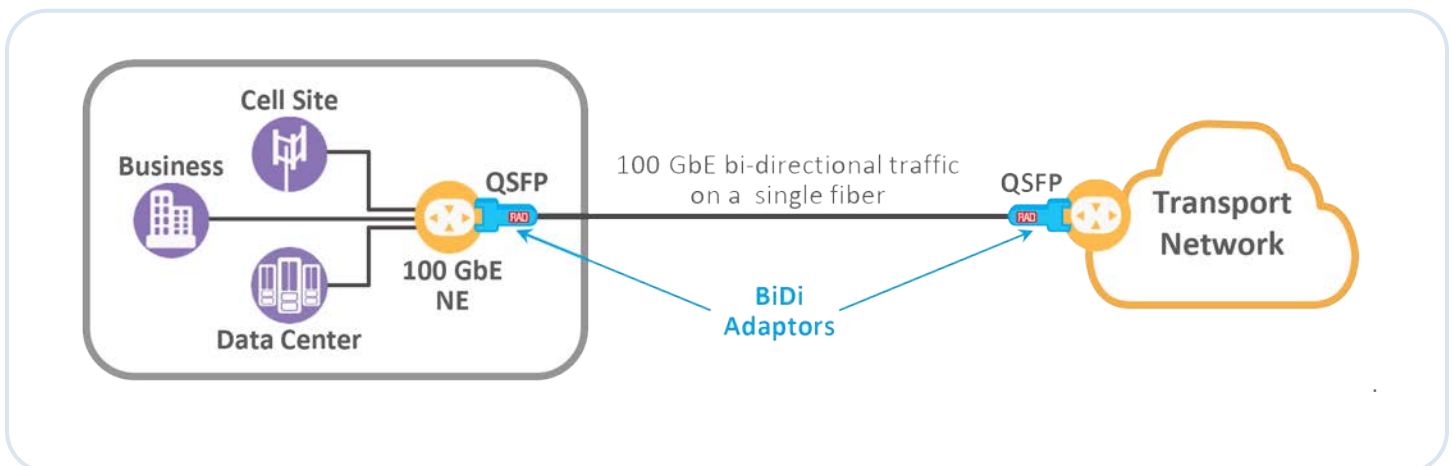 Cell Site
Business
QSFP
RAD
100 GbE
NE
Data Center
100 GbE bi-directional traffic
on a single fiber
QSFP
RAD
Transport
Network
BiDi
Adaptors
.